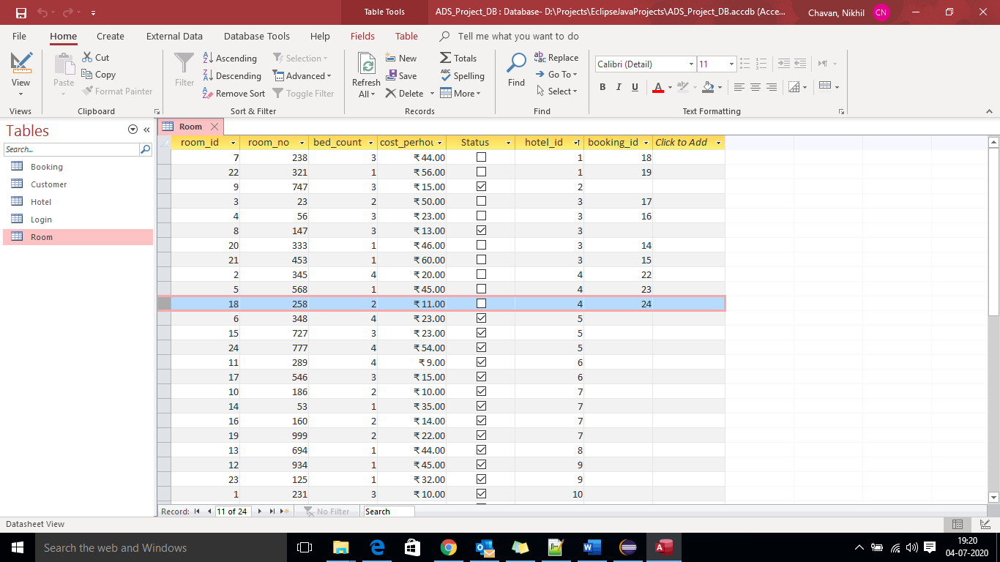 Table Tools
ADS_Project_DB : Database- D:\Projects\EclipseJavaProjects\ADS_Project_DB.accdb (Acce...
Chavan, Nikhil
CN
File Home Create External Data Database Tools Help Fields Table Tell me what you want to do
View
Views
Paste
Cut
Copy
Format Painter
Clipboard
Filter
Ascending
Descending
Remove Sort
Selection
Advanced
Toggle Filter
Sort & Filter
Refresh
All
New
Save
Delete
Totals
Spelling
More
Records
Find
Replace
Go To
Select
Find
Calibri (Detail) 11
B I U A ab
Text Formatting
Tables
Search...
Booking
Customer
Hotel
Login
Room
Room
room_id room_no bed_count cost_perhou Status hotel_id booking_id Click to Add
7 238 3 ₹ 44.00 1 18
22 321 1 ₹ 56.00 1 19
9 747 3 ₹ 15.00 2
3 23 2 ₹ 50.00 3 17
4 56 3 ₹ 23.00 3 16
8 147 3 ₹ 13.00 3
20 333 1 ₹ 46.00 3 14
21 453 1 ₹ 60.00 3 15
2 345 4 ₹ 20.00 4 22
5 568 1 ₹ 45.00 4 23
18 258 2 ₹ 11.00 4 24
6 348 4 ₹ 23.00 5
15 727 3 ₹ 23.00 5
24 777 4 ₹ 54.00 5
11 289 4 ₹ 9.00 6
17 546 3 ₹ 15.00 6
10 186 2 ₹ 10.00 7
14 53 1 ₹ 35.00 7
16 160 2 ₹ 14.00 7
19 999 2 ₹ 22.00 7
13 694 1 ₹ 44.00 8
12 934 1 ₹ 45.00 9
23 125 1 ₹ 32.00 9
1 231 3 ₹ 10.00 10
Record: 11 of 24 No Filter Search
Datasheet View
Search the web and Windows
19:20
04-07-2020